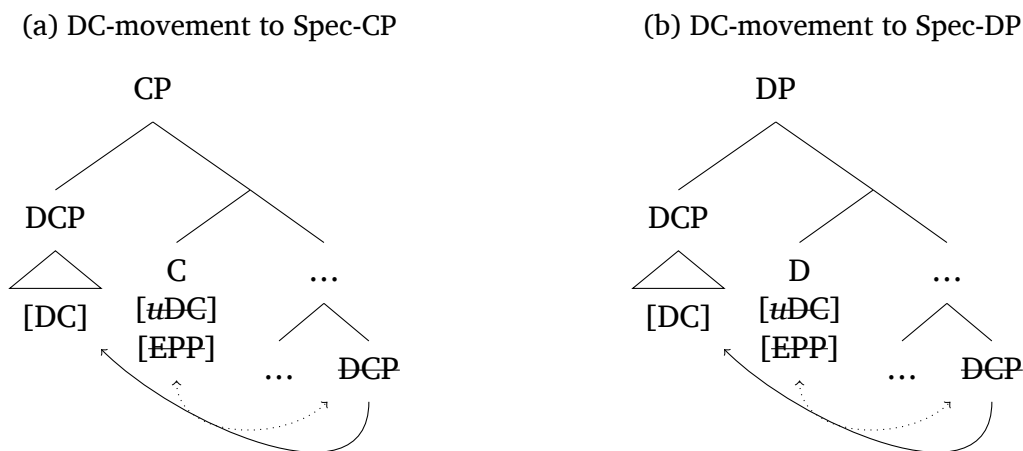 (a) DC-movement to Spec-CP
CP
DCP
[DC]
C
[uDC]
[EPP]
…
…
DCP
(b) DC-movement to Spec-DP
DP
DCP
[DC]
D
[uDC]
[EPP]
…
…
DCP